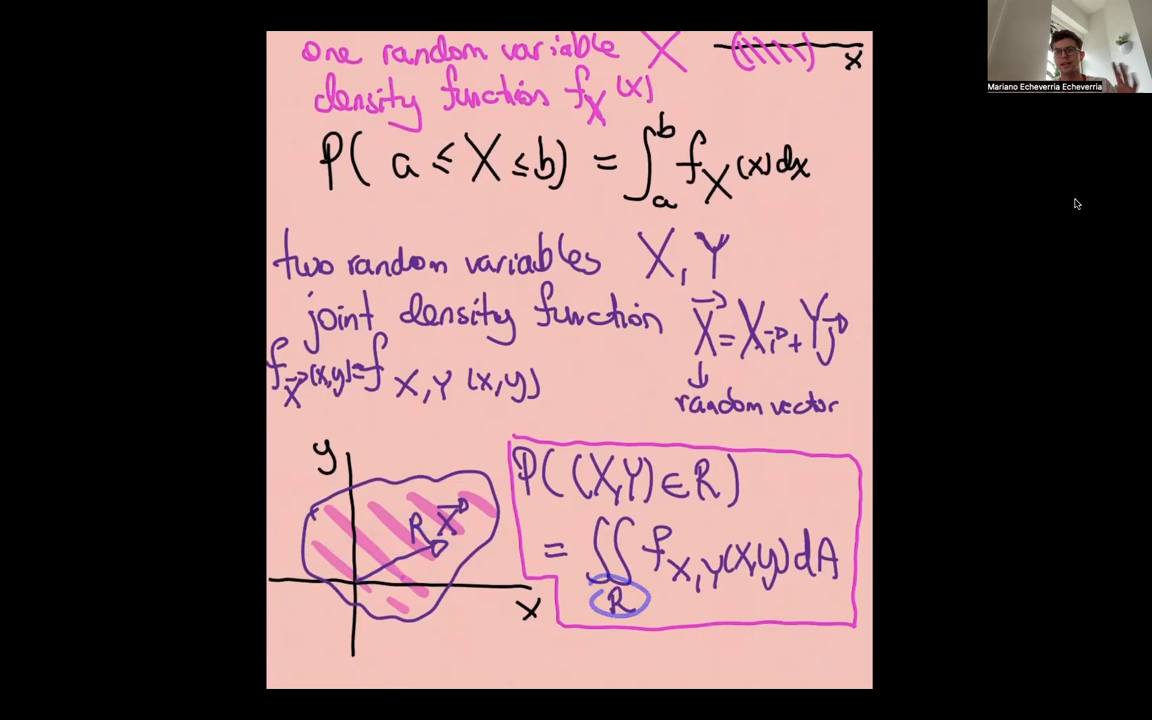 one random variable X
x
density function f_X(x)
P( a ≤ X ≤ b) = ∫_a^b f_X(x)dx
two random variables X, Y
joint density function
f_X⃗(x,y)=f_X,Y(x,y)
X⃗ = X i⃗ + Y j⃗
↓
random vector
y
R X⃗
x
P((X,Y) ∈ R)
= ∬_R f_X,Y(x,y)dA
Mariano Echeverria Echeverria